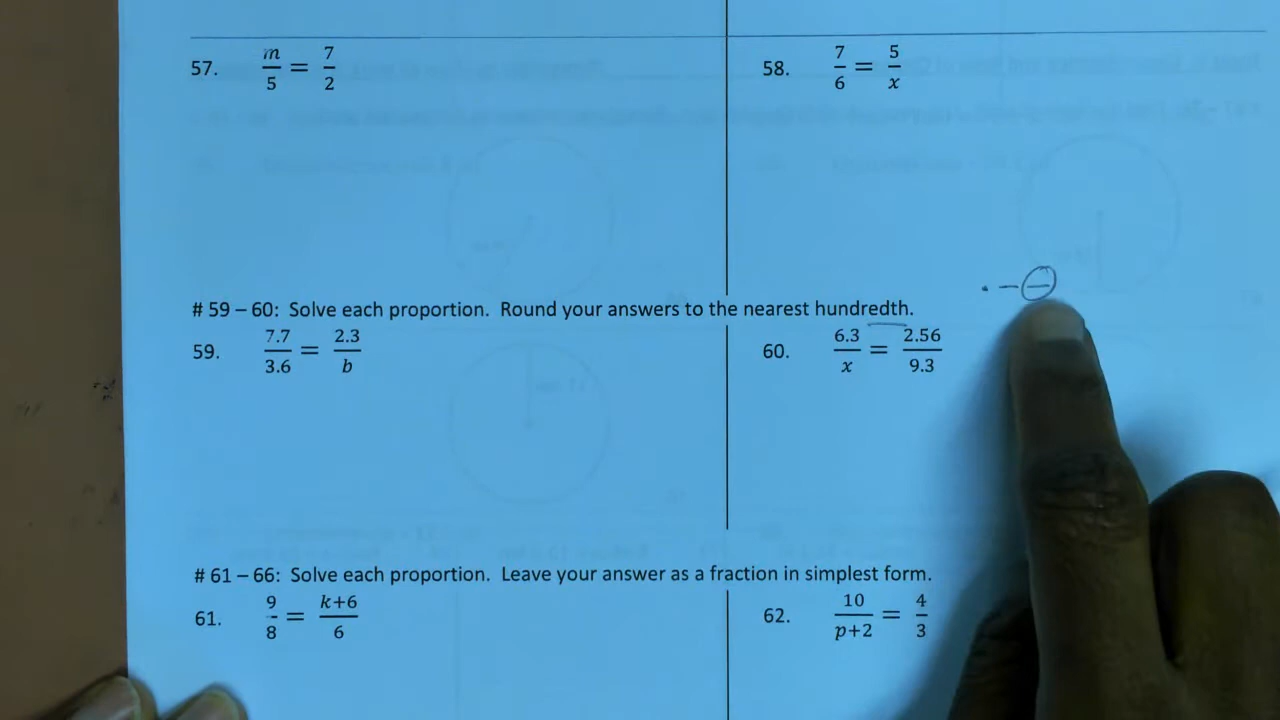 57. m/5 = 7/2
58. 7/6 = 5/x
# 59 – 60: Solve each proportion. Round your answers to the nearest hundredth.
. - ⊖
59. 7.7/3.6 = 2.3/b
60. 6.3/x = 2.56/9.3
# 61 – 66: Solve each proportion. Leave your answer as a fraction in simplest form.
61. 9/8 = k+6/6
62. 10/p+2 = 4/3